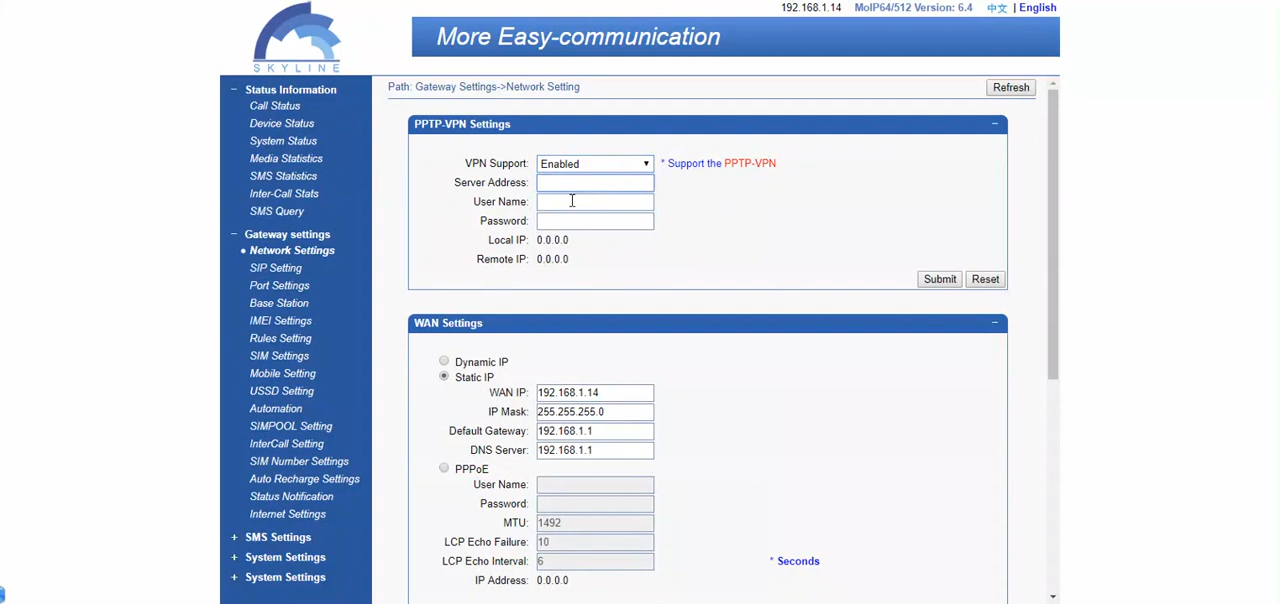 192.168.1.14 MoIP64/512 Version: 6.4 中文 | English
SKYLINE
More Easy-communication
Status Information
Call Status
Device Status
System Status
Media Statistics
SMS Statistics
Inter-Call Stats
SMS Query
Gateway settings
Network Settings
SIP Setting
Port Settings
Base Station
IMEI Settings
Rules Setting
SIM Settings
Mobile Setting
USSD Setting
Automation
SIMPOOL Setting
InterCall Setting
SIM Number Settings
Auto Recharge Settings
Status Notification
Internet Settings
SMS Settings
System Settings
System Settings
Path: Gateway Settings->Network Setting
Refresh
PPTP-VPN Settings
VPN Support: Enabled * Support the PPTP-VPN
Server Address:
User Name:
Password:
Local IP: 0.0.0.0
Remote IP: 0.0.0.0
Submit Reset
WAN Settings
Dynamic IP
Static IP
WAN IP: 192.168.1.14
IP Mask: 255.255.255.0
Default Gateway: 192.168.1.1
DNS Server: 192.168.1.1
PPPoE
User Name:
Password:
MTU: 1492
LCP Echo Failure: 10
LCP Echo Interval: 6 * Seconds
IP Address: 0.0.0.0